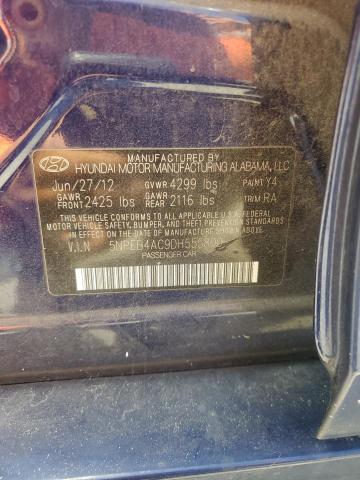 MANUFACTURED BY
HYUNDAI MOTOR MANUFACTURING ALABAMA, LLC
Jun/27/12 GVWR 4299 lbs PAINT Y4
GAWR FRONT 2425 lbs GAWR REAR 2116 lbs TRIM RA
THIS VEHICLE CONFORMS TO ALL APPLICABLE U.S.A. FEDERAL
MOTOR VEHICLE SAFETY, BUMPER,
AND THEFT PREVENTION STANDARDS IN EFFECT ON THE
DATE OF MANUFACTURE SHOWN ABOVE.
V.I.N
PASSENGER CAR